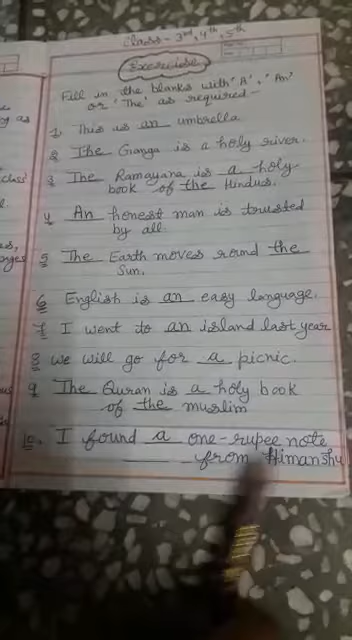 Class- 3rd, 4th, 5th
Exercise
Fill in the blanks with 'A', 'An'
or 'The' as required-
1) This is an umbrella.
2 The Ganga is a holy river.
3 The Ramayana is a holy
book of the Hindus.
4 An honest man is trusted
by all.
5 The Earth moves round the
Sun.
6 English is an easy language.
7 I went to an island last year
8 we will go for a picnic.
9 The Quran is a holy book
of the muslim
10. I found a one-rupee note
from Himanshu